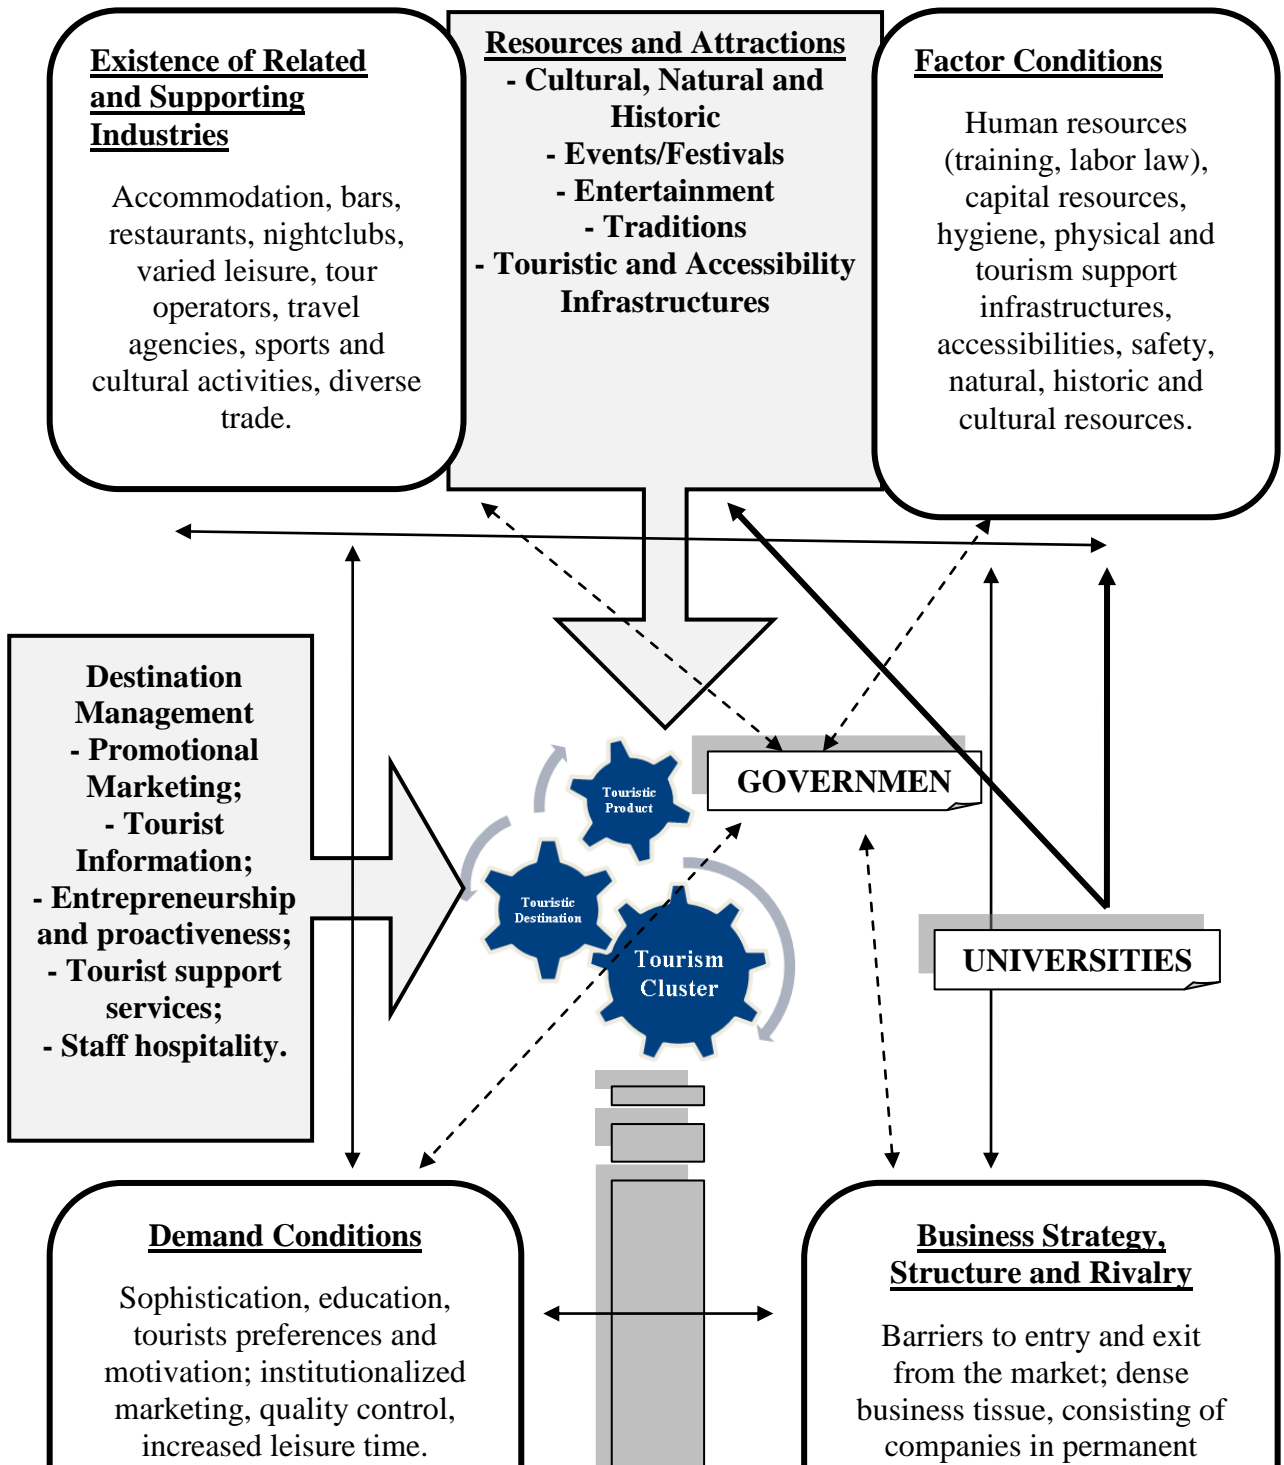 Existence of Related
and Supporting
Industries
Accommodation, bars,
restaurants, nightclubs,
varied leisure, tour
operators, travel
agencies, sports and
cultural activities, diverse
trade.
Resources and Attractions
- Cultural, Natural and
Historic
- Events/Festivals
- Entertainment
- Traditions
- Touristic and Accessibility
Infrastructures
Factor Conditions
Human resources
(training, labor law),
capital resources,
hygiene, physical and
tourism support
infrastructures,
accessibilities, safety,
natural, historic and
cultural resources.
Destination
Management
- Promotional
Marketing;
- Tourist
Information;
- Entrepreneurship
and proactiveness;
- Tourist support
services;
- Staff hospitality.
Touristic
Product
Touristic
Destination
Tourism
Cluster
GOVERNMEN
UNIVERSITIES
Demand Conditions
Sophistication, education,
tourists preferences and
motivation; institutionalized
marketing, quality control,
increased leisure time.
Business Strategy,
Structure and Rivalry
Barriers to entry and exit
from the market; dense
business tissue, consisting of
companies in permanent